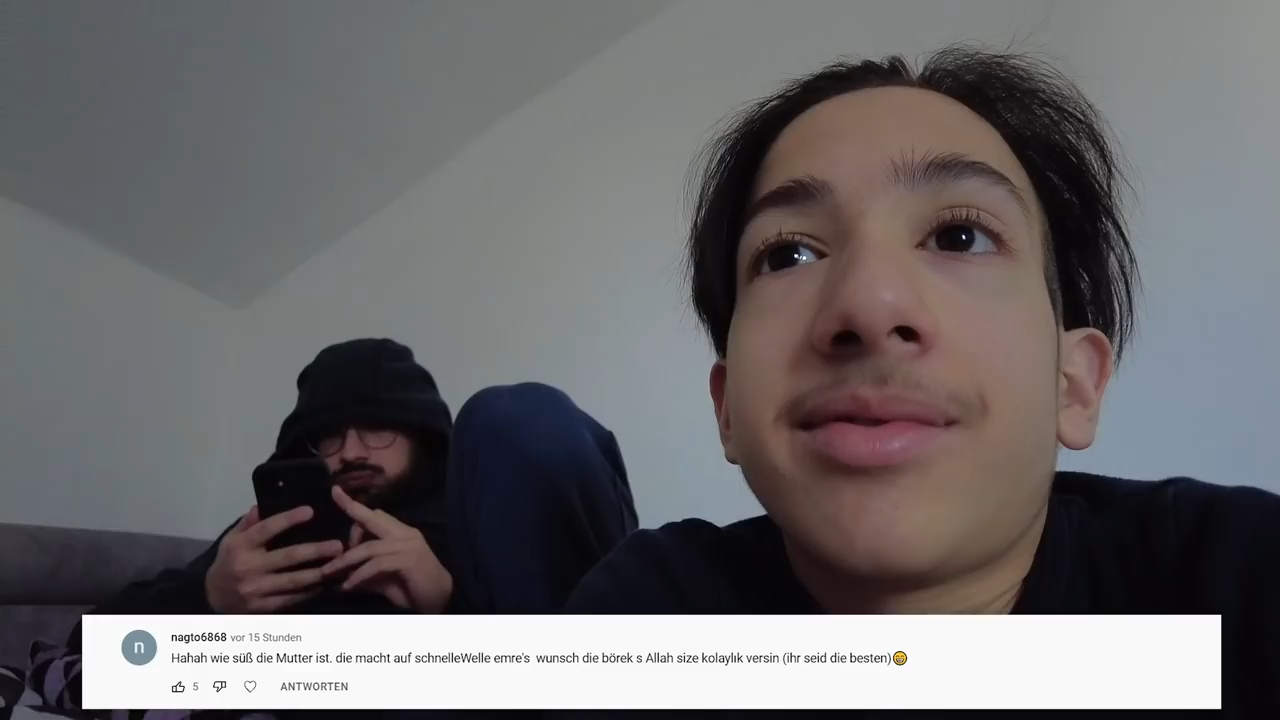 n
nagto6868 vor 15 Stunden
Hahah wie süß die Mutter ist. die macht auf schnelleWelle emre's  wunsch die börek s Allah size kolaylık versin (ihr seid die besten)😁
5
ANTWORTEN